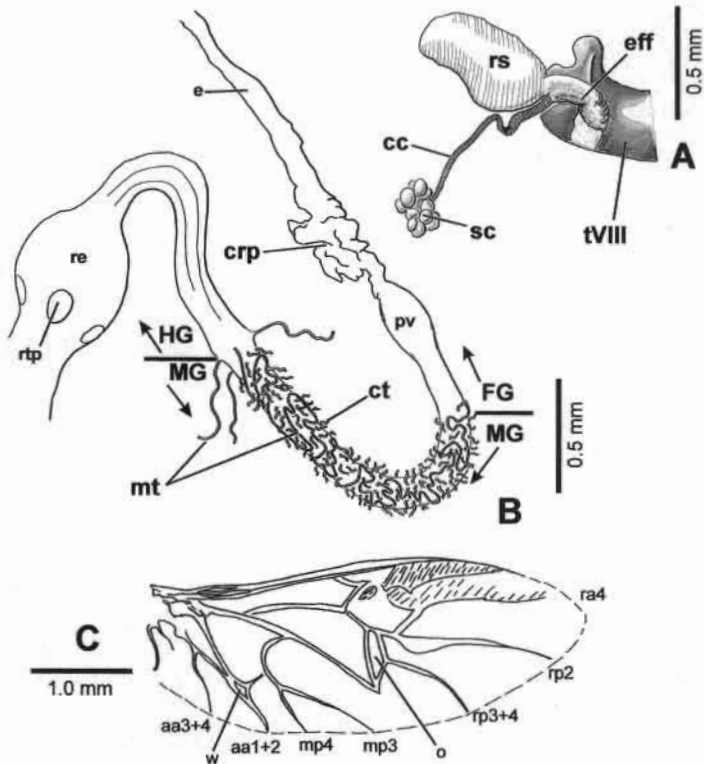 rs
eff
0.5 mm
A
cc
sc
tVIII
e
crp
pv
re
rtp
HG
MG
FG
MG
ct
mt
0.5 mm
B
C
1.0 mm
ra4
rp2
rp3+4
o
mp3
mp4
aa1+2
w
aa3+4